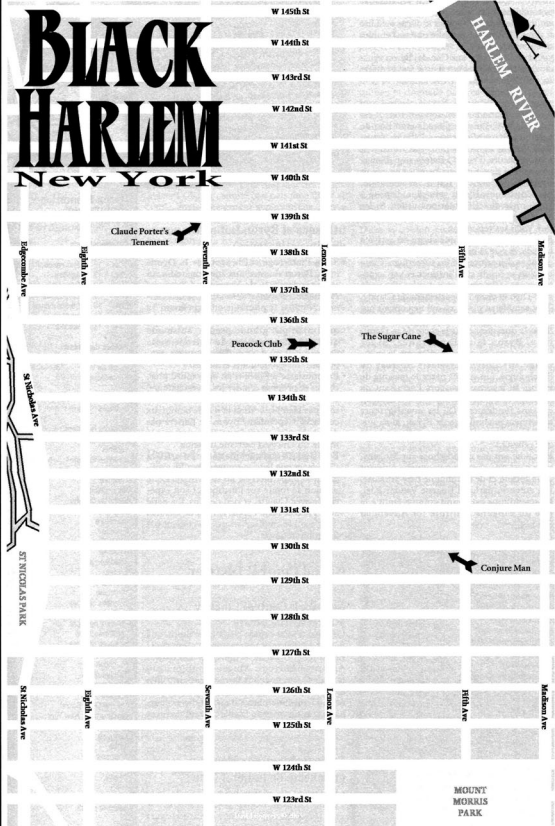 BLACK
HARLEM
New York
W 145th St
W 144th St
W 143rd St
W 142nd St
W 141st St
W 140th St
W 139th St
W 138th St
W 137th St
W 136th St
W 135th St
W 134th St
W 133rd St
W 132nd St
W 131st St
W 130th St
W 129th St
W 128th St
W 127th St
W 126th St
W 125th St
W 124th St
W 123rd St
HARLEM RIVER
N
Claude Porter's
Tenement
Edgecombe Ave
Eighth Ave
Seventh Ave
Lenox Ave
Fifth Ave
Madison Ave
Peacock Club
The Sugar Cane
St Nicholas Ave
ST NICOLAS PARK
Conjure Man
St Nicholas Ave
Eighth Ave
Seventh Ave
Lenox Ave
Fifth Ave
Madison Ave
MOUNT
MORRIS
PARK